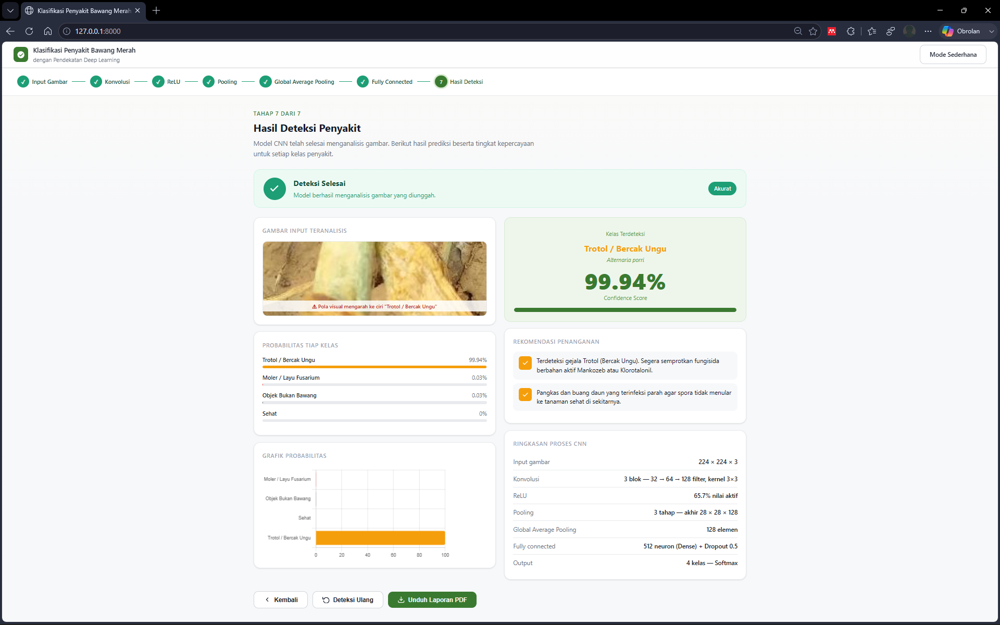 Klasifikasi Penyakit Bawang Merah
127.0.0.1:8000
Obrolan
Klasifikasi Penyakit Bawang Merah
dengan Pendekatan Deep Learning
Mode Sederhana
Input Gambar
Konvolusi
ReLU
Pooling
Global Average Pooling
Fully Connected
7 Hasil Deteksi
TAHAP 7 DARI 7
Hasil Deteksi Penyakit
Model CNN telah selesai menganalisis gambar. Berikut hasil prediksi beserta tingkat kepercayaan
untuk setiap kelas penyakit.
Deteksi Selesai
Model berhasil menganalisis gambar yang diunggah.
Akurat
GAMBAR INPUT TERANALISIS
⚠ Pola visual mengarah ke ciri "Trotol / Bercak Ungu"
PROBABILITAS TIAP KELAS
Trotol / Bercak Ungu 99.94%
Moler / Layu Fusarium 0.03%
Objek Bukan Bawang 0.03%
Sehat 0%
GRAFIK PROBABILITAS
Moler / Layu Fusarium
Objek Bukan Bawang
Sehat
Trotol / Bercak Ungu
0 20 40 60 80 100
Kelas Terdeteksi
Trotol / Bercak Ungu
Alternaria porri
99.94%
Confidence Score
REKOMENDASI PENANGANAN
Terdeteksi gejala Trotol (Bercak Ungu). Segera semprotkan fungisida
berbahan aktif Mankozeb atau Klorotalonil.
Pangkas dan buang daun yang terinfeksi parah agar spora tidak menular
ke tanaman sehat di sekitarnya.
RINGKASAN PROSES CNN
Input gambar 224 × 224 × 3
Konvolusi 3 blok — 32 → 64 → 128 filter, kernel 3×3
ReLU 65.7% nilai aktif
Pooling 3 tahap — akhir 28 × 28 × 128
Global Average Pooling 128 elemen
Fully connected 512 neuron (Dense) + Dropout 0.5
Output 4 kelas — Softmax
Kembali
Deteksi Ulang
Unduh Laporan PDF